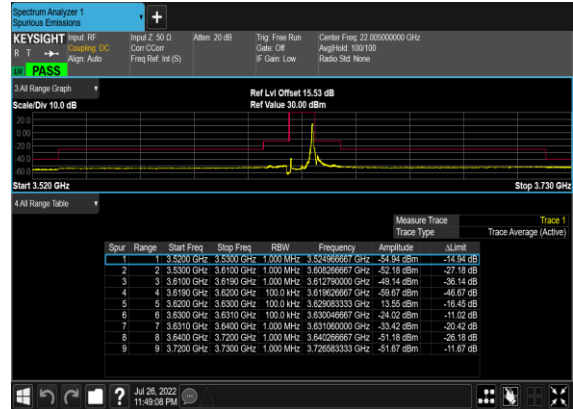 Spectrum Analyzer 1
Spurious Emissions
KEYSIGHT Input: RF Input Z: 50 Ω Atten: 20 dB Trig: Free Run Center Freq: 22.005000000 GHz
R T Coupling: DC Corr CCorr Gate: Off Avg|Hold: 100/100
Align: Auto Freq Ref: Int (S) IF Gain: Low Radio Std: None
PASS
3 All Range Graph Ref Lvl Offset 15.53 dB
Scale/Div 10.0 dB Ref Value 30.00 dBm
20.0
0.00
-20.0
-40.0
-60.0
Start 3.520 GHz Stop 3.730 GHz
4 All Range Table
Measure Trace Trace 1
Trace Type Trace Average (Active)
Spur Range Start Freq Stop Freq RBW Frequency Amplitude ΔLimit
1 1 3.5200 GHz 3.5300 GHz 1.000 MHz 3.524966667 GHz -54.94 dBm -14.94 dB
2 2 3.5300 GHz 3.6100 GHz 1.000 MHz 3.608266667 GHz -52.18 dBm -27.18 dB
3 3 3.6100 GHz 3.6190 GHz 1.000 MHz 3.612790000 GHz -49.14 dBm -36.14 dB
4 4 3.6190 GHz 3.6200 GHz 100.0 kHz 3.619626667 GHz -59.67 dBm -46.67 dB
5 5 3.6200 GHz 3.6300 GHz 100.0 kHz 3.629083333 GHz 13.55 dBm -16.45 dB
6 6 3.6300 GHz 3.6310 GHz 100.0 kHz 3.630046667 GHz -24.02 dBm -11.02 dB
7 7 3.6310 GHz 3.6400 GHz 1.000 MHz 3.631060000 GHz -33.42 dBm -20.42 dB
8 8 3.6400 GHz 3.7200 GHz 1.000 MHz 3.640266667 GHz -51.18 dBm -26.18 dB
9 9 3.7200 GHz 3.7300 GHz 1.000 MHz 3.726583333 GHz -51.67 dBm -11.67 dB
Jul 26, 2022
11:49:08 PM